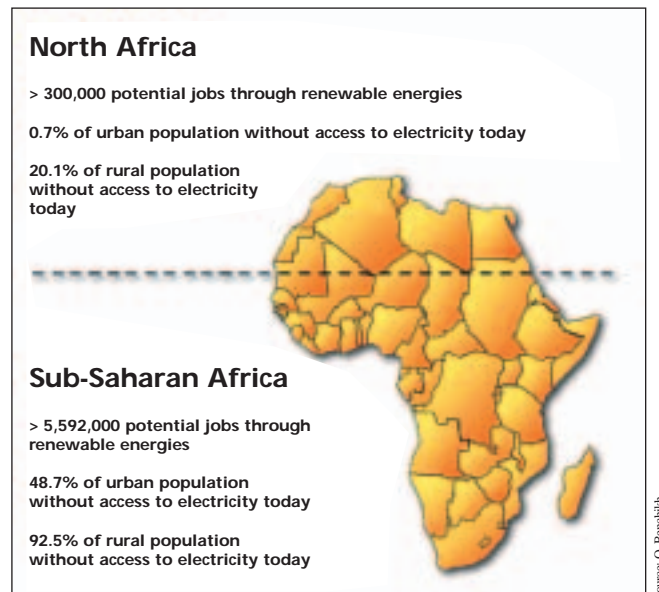 North Africa
> 300,000 potential jobs through renewable energies
0.7% of urban population without access to electricity today
20.1% of rural population
without access to electricity
today
Sub-Saharan Africa
> 5,592,000 potential jobs through
renewable energies
48.7% of urban population
without access to electricity today
92.5% of rural population
without access to electricity today